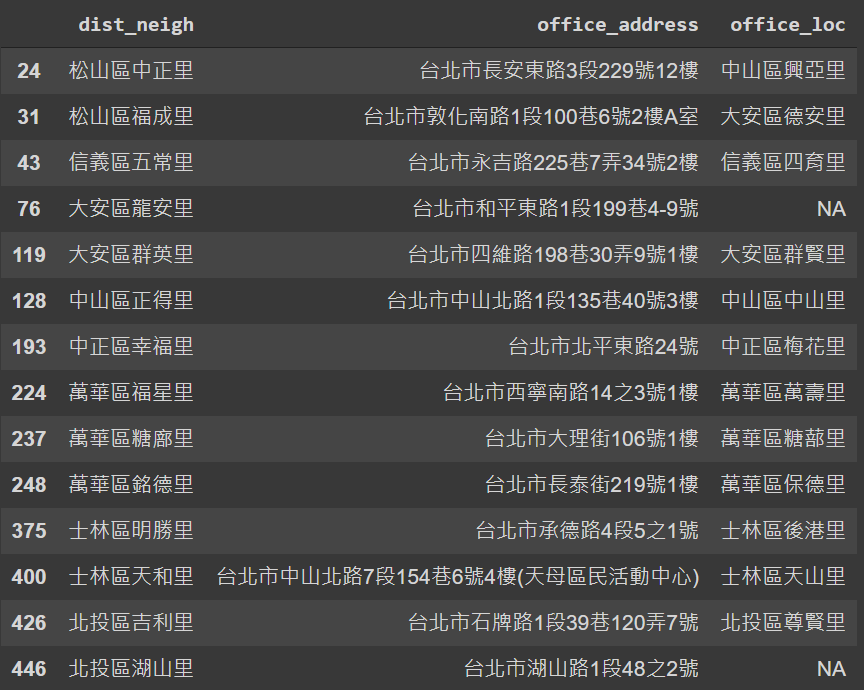 dist_neigh office_address office_loc
24 松山區中正里 台北市長安東路3段229號12樓 中山區興亞里
31 松山區福成里 台北市敦化南路1段100巷6號2樓A室 大安區德安里
43 信義區五常里 台北市永吉路225巷7弄34號2樓 信義區四育里
76 大安區龍安里 台北市和平東路1段199巷4-9號 NA
119 大安區群英里 台北市四維路198巷30弄9號1樓 大安區群賢里
128 中山區正得里 台北市中山北路1段135巷40號3樓 中山區中山里
193 中正區幸福里 台北市北平東路24號 中正區梅花里
224 萬華區福星里 台北市西寧南路14之3號1樓 萬華區萬壽里
237 萬華區糖廍里 台北市大理街106號1樓 萬華區糖蔀里
248 萬華區銘德里 台北市長泰街219號1樓 萬華區保德里
375 士林區明勝里 台北市承德路4段5之1號 士林區後港里
400 士林區天和里 台北市中山北路7段154巷6號4樓(天母區民活動中心) 士林區天山里
426 北投區吉利里 台北市石牌路1段39巷120弄7號 北投區尊賢里
446 北投區湖山里 台北市湖山路1段48之2號 NA